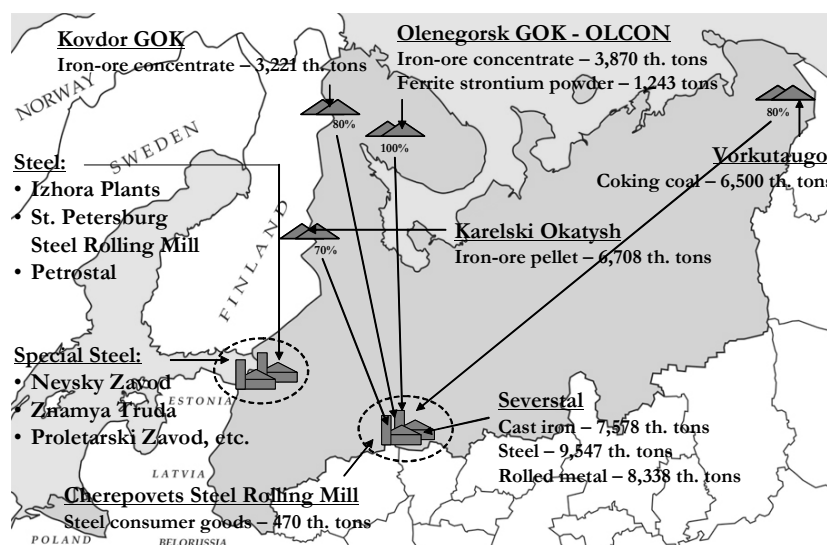 Kovdor GOK
Iron-ore concentrate – 3,221 th. tons
Olenegorsk GOK - OLCON
Iron-ore concentrate – 3,870 th. tons
Ferrite strontium powder – 1,243 tons
NORWAY
SWEDEN
80%
100%
80%
Vorkutaugol
Coking coal – 6,500 th. tons
Steel:
• Izhora Plants
• St. Petersburg
Steel Rolling Mill
• Petrostal
FINLAND
70%
Karelski Okatysh
Iron-ore pellet – 6,708 th. tons
Special Steel:
• Nevsky Zavod
• Znamya Truda
• Proletarski Zavod, etc.
ESTONIA
Severstal
Cast iron – 7,578 th. tons
Steel – 9,547 th. tons
Rolled metal – 8,338 th. tons
LATVIA
Cherepovets Steel Rolling Mill
Steel consumer goods – 470 th. tons
POLAND
BELORUSSIA